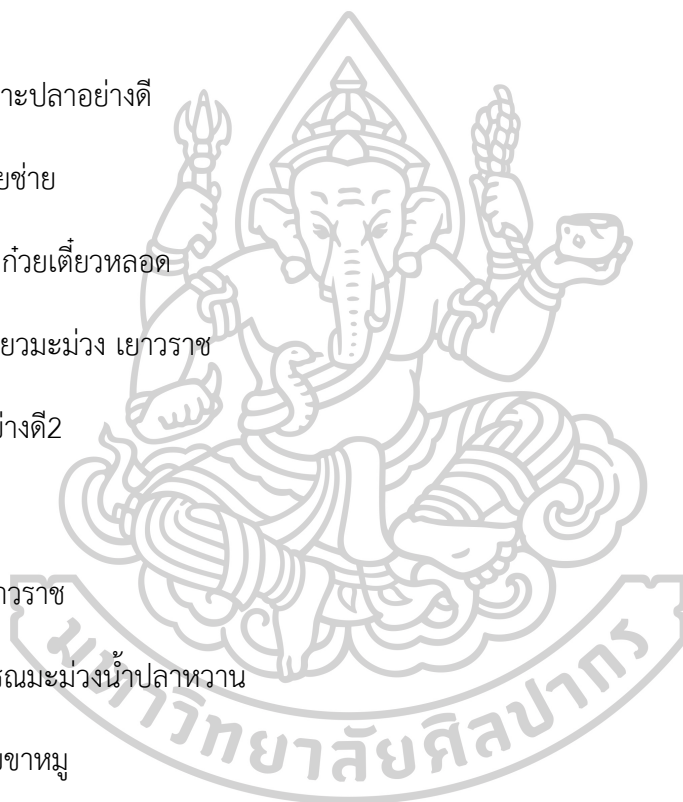 าะปลาอย่างดี
ยช่าย
ก๋วยเตี๋ยวหลอด
ยวมะม่วง เยาวราช
ย่างดี2
าวราช
รณมะม่วงน้ำปลาหวาน
ขาหมู
มหาวิทยาลัยศิลปากร